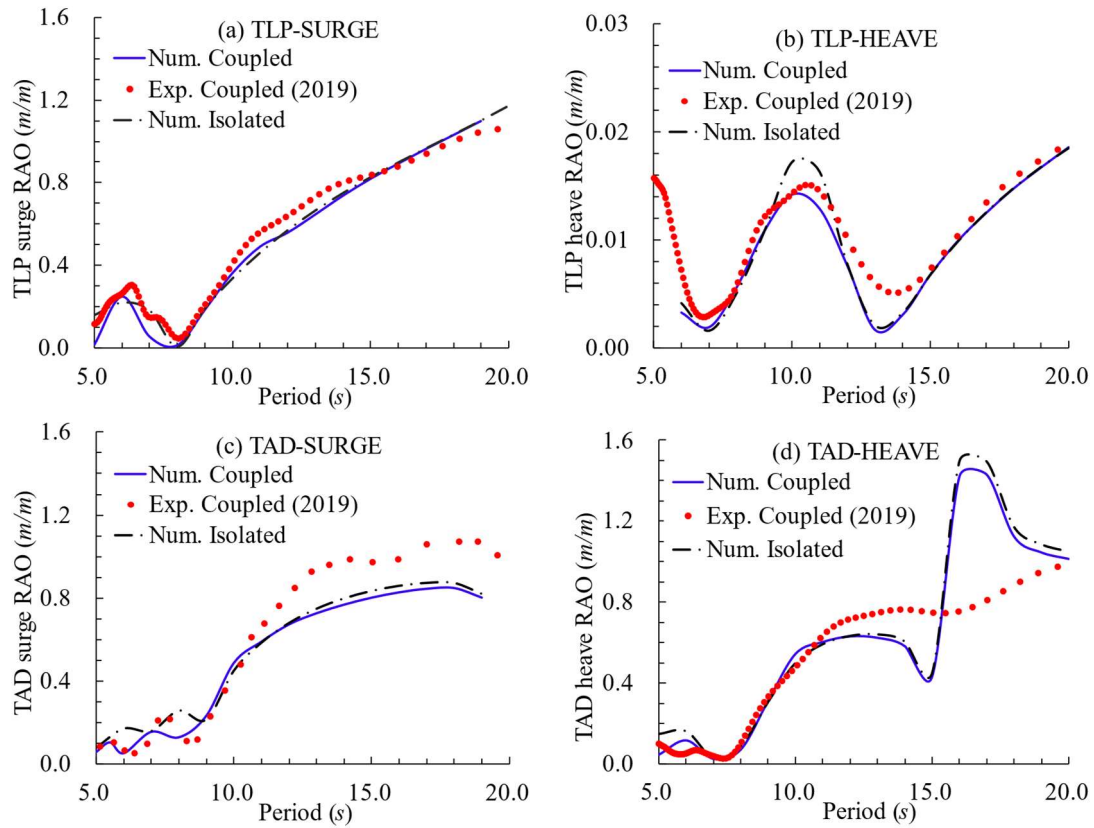 (a) TLP-SURGE
Num. Coupled
Exp. Coupled (2019)
Num. Isolated
TLP surge RAO (m/m)
1.6
1.2
0.8
0.4
0.0
5.0 10.0 15.0 20.0
Period (s)
(b) TLP-HEAVE
Num. Coupled
Exp. Coupled (2019)
Num. Isolated
TLP heave RAO (m/m)
0.03
0.02
0.01
0.00
5.0 10.0 15.0 20.0
Period (s)
(c) TAD-SURGE
Num. Coupled
Exp. Coupled (2019)
Num. Isolated
TAD surge RAO (m/m)
1.6
1.2
0.8
0.4
0.0
5.0 10.0 15.0 20.0
Period (s)
(d) TAD-HEAVE
Num. Coupled
Exp. Coupled (2019)
Num. Isolated
TAD heave RAO (m/m)
1.6
1.2
0.8
0.4
0.0
5.0 10.0 15.0 20.0
Period (s)